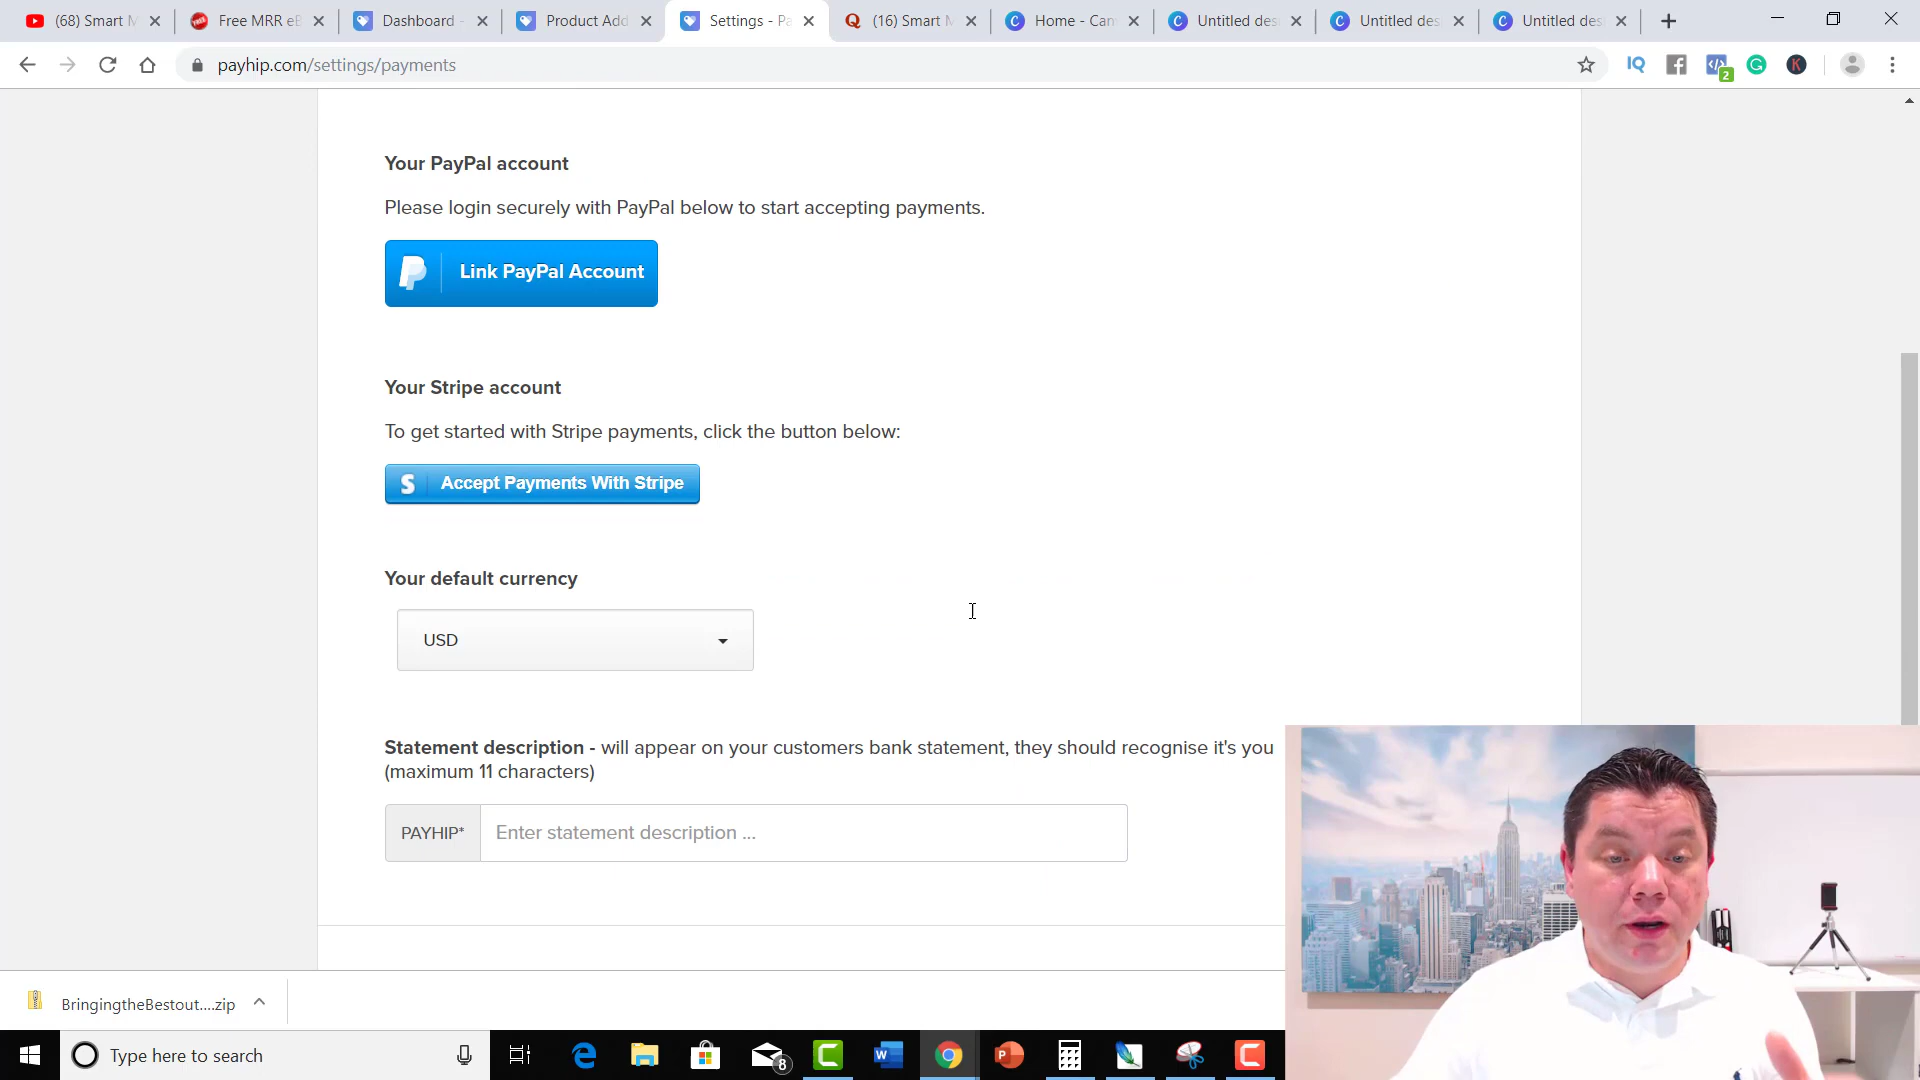 (68) Smart M
Free MRR eB
Dashboard -
Product Add
Settings - Pa
(16) Smart M
Home - Can
Untitled des
Untitled des
Untitled des
payhip.com/settings/payments
IQ
2
K
Your PayPal account
Please login securely with PayPal below to start accepting payments.
Link PayPal Account
Your Stripe account
To get started with Stripe payments, click the button below:
S Accept Payments With Stripe
Your default currency
USD
Statement description - will appear on your customers bank statement, they should recognise it's you
(maximum 11 characters)
PAYHIP* Enter statement description ...
BringingtheBestout....zip
Type here to search
8